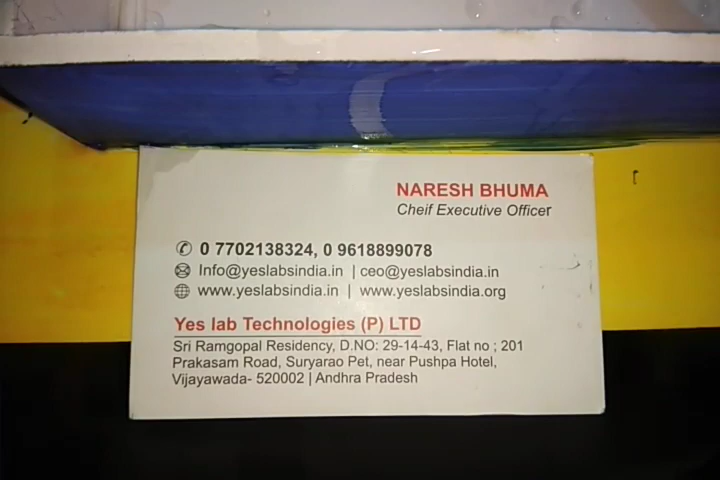 NARESH BHUMA
Cheif Executive Officer
0 7702138324, 0 9618899078
Info@yeslabsindia.in | ceo@yeslabsindia.in
www.yeslabsindia.in | www.yeslabsindia.org
Yes lab Technologies (P) LTD
Sri Ramgopal Residency, D.NO: 29-14-43, Flat no ; 201
Prakasam Road, Suryarao Pet, near Pushpa Hotel,
Vijayawada- 520002 | Andhra Pradesh